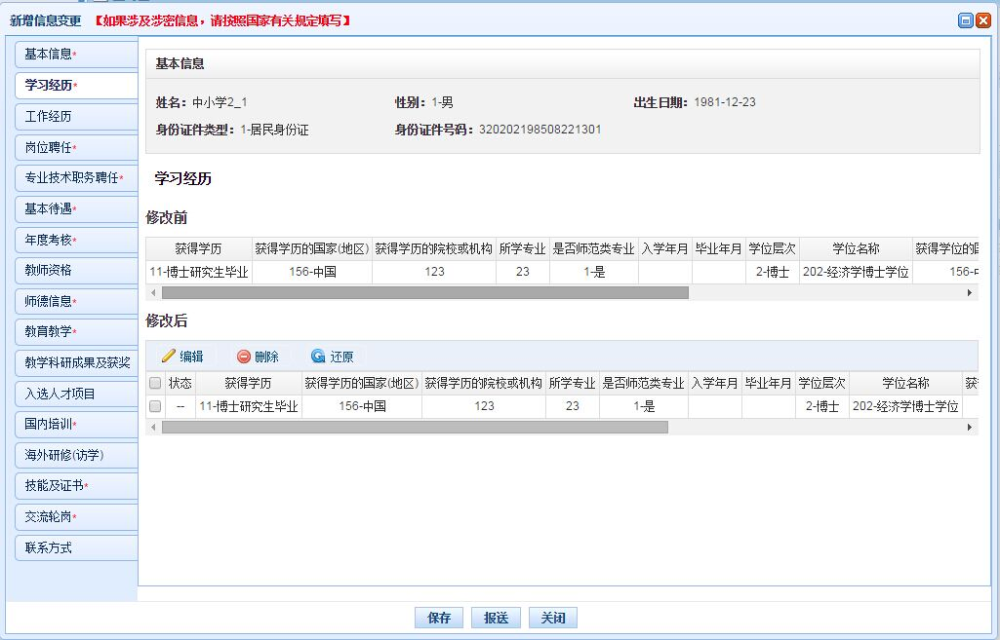 新增信息变更 【如果涉及涉密信息，请按照国家有关规定填写】
基本信息*
学习经历*
工作经历
岗位聘任*
专业技术职务聘任*
基本待遇*
年度考核*
教师资格
师德信息*
教育教学*
教学科研成果及获奖
入选人才项目
国内培训*
海外研修(访学)
技能及证书*
交流轮岗*
联系方式
基本信息
姓名： 中小学2_1 性别： 1-男 出生日期： 1981-12-23
身份证件类型： 1-居民身份证 身份证件号码： 320202198508221301
学习经历
修改前
获得学历 获得学历的国家(地区) 获得学历的院校或机构 所学专业 是否师范类专业 入学年月 毕业年月 学位层次 学位名称 获得学位的
11-博士研究生毕业 156-中国 123 23 1-是 2-博士 202-经济学博士学位 156-
修改后
编辑 删除 还原
状态 获得学历 获得学历的国家(地区) 获得学历的院校或机构 所学专业 是否师范类专业 入学年月 毕业年月 学位层次 学位名称
-- 11-博士研究生毕业 156-中国 123 23 1-是 2-博士 202-经济学博士学位
保存 报送 关闭